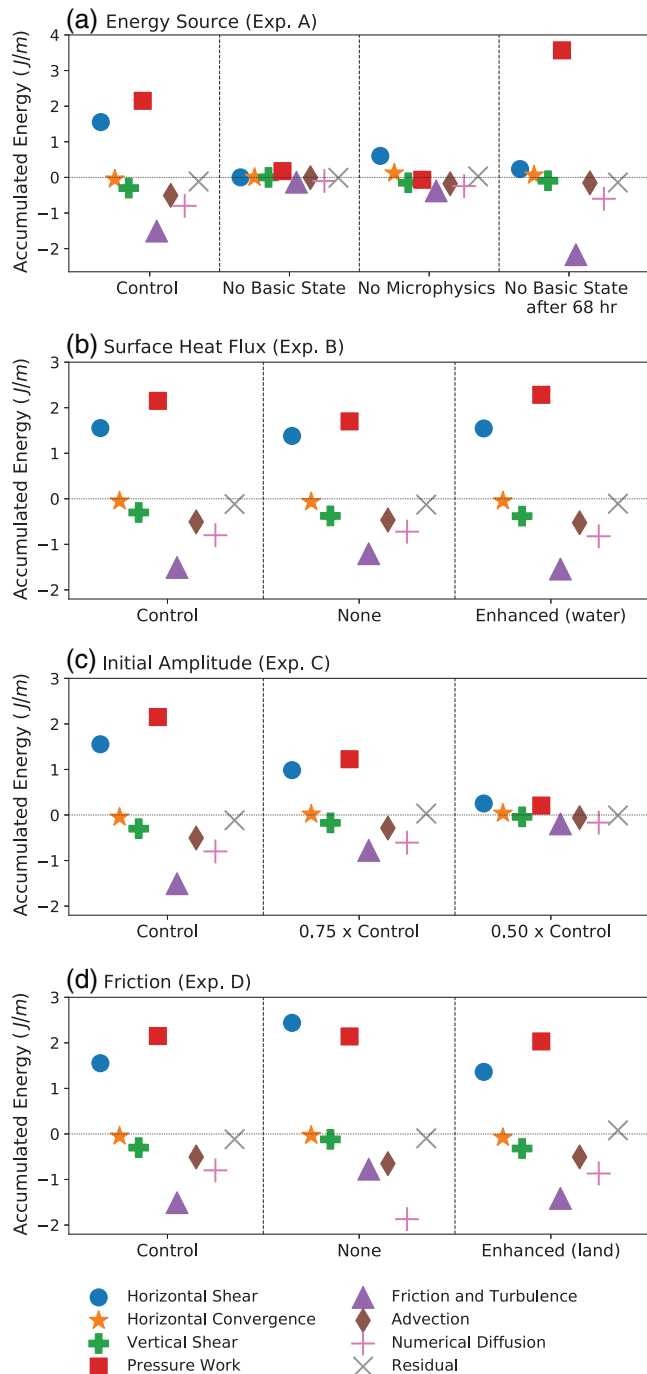 (a) Energy Source (Exp. A)
Accumulated Energy (J/m)
4
3
2
1
0
−1
−2
Control
No Basic State
No Microphysics
No Basic State
after 68 hr
(b) Surface Heat Flux (Exp. B)
Accumulated Energy (J/m)
3
2
1
0
−1
−2
Control
None
Enhanced (water)
(c) Initial Amplitude (Exp. C)
Accumulated Energy (J/m)
3
2
1
0
−1
−2
Control
0.75 x Control
0.50 x Control
(d) Friction (Exp. D)
Accumulated Energy (J/m)
3
2
1
0
−1
−2
Control
None
Enhanced (land)
Horizontal Shear
Horizontal Convergence
Vertical Shear
Pressure Work
Friction and Turbulence
Advection
Numerical Diffusion
Residual